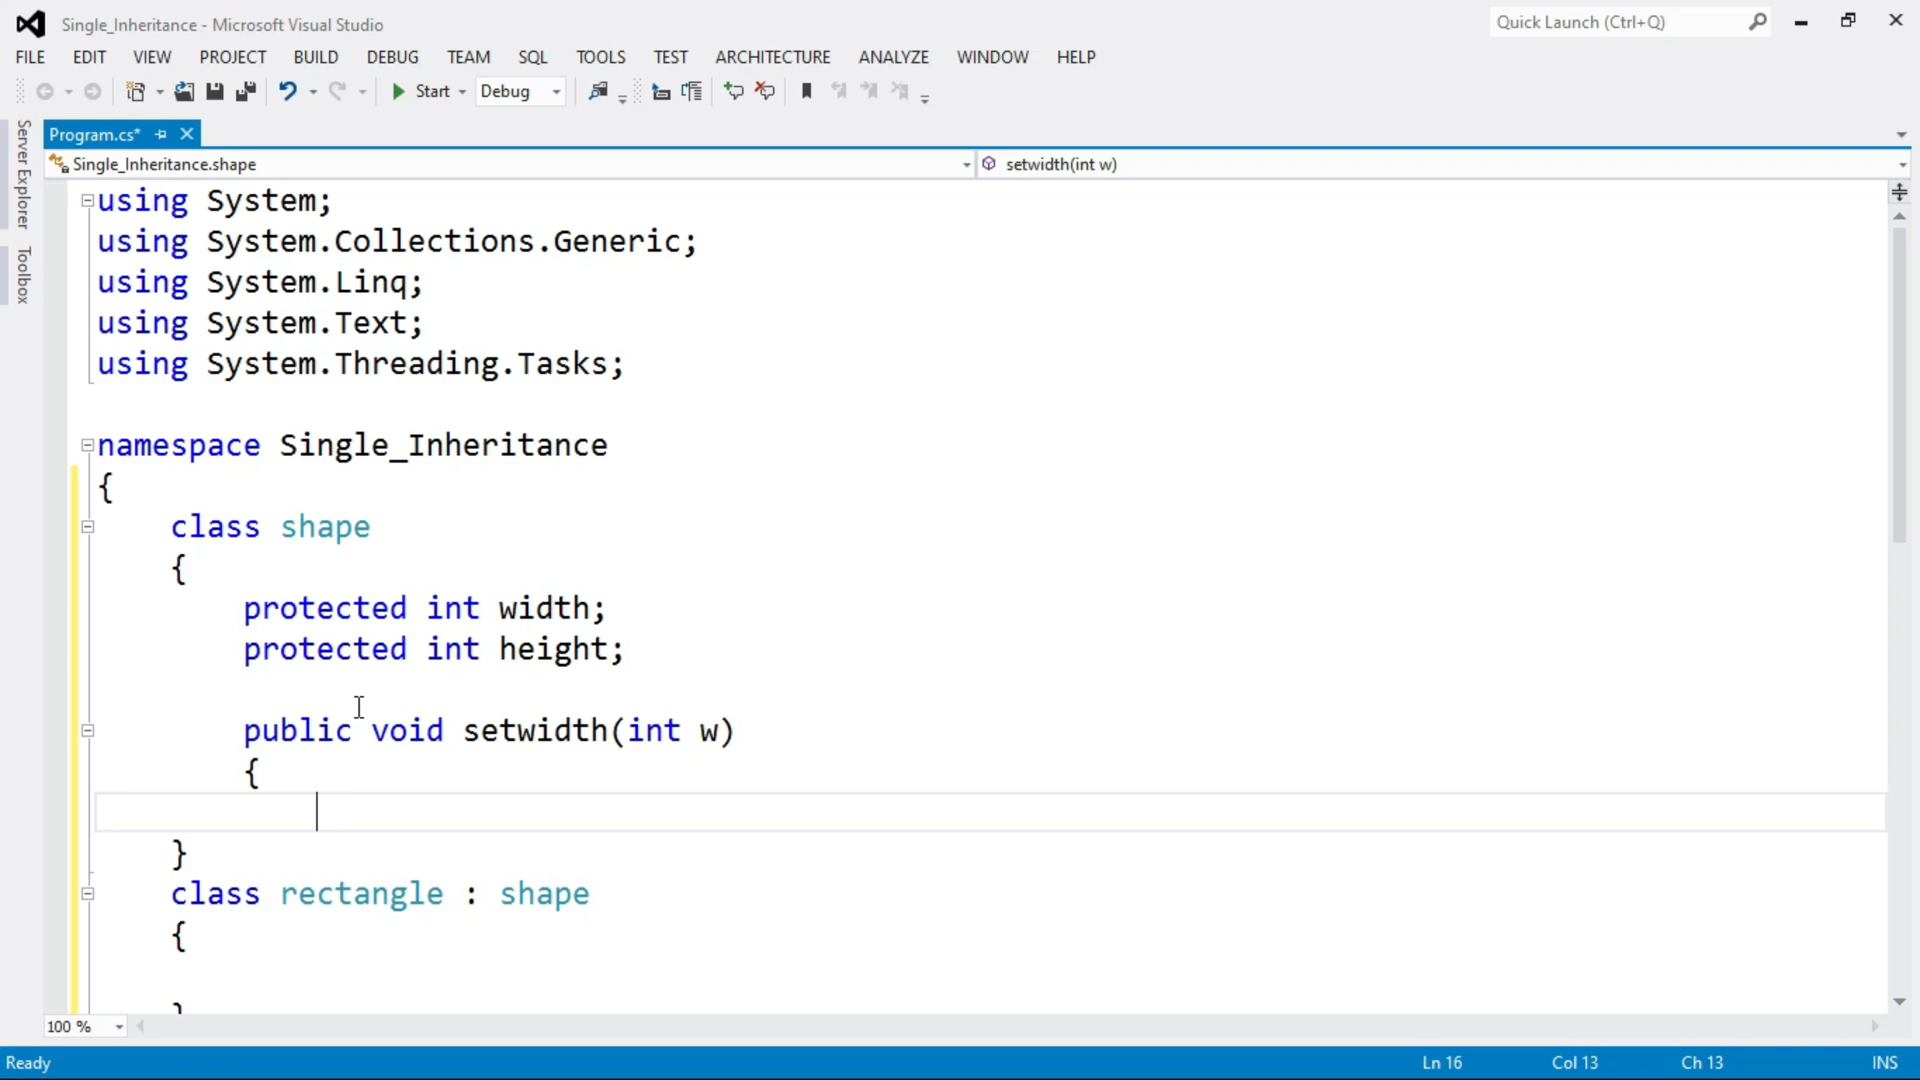 Single_Inheritance - Microsoft Visual Studio
Quick Launch (Ctrl+Q)
FILE EDIT VIEW PROJECT BUILD DEBUG TEAM SQL TOOLS TEST ARCHITECTURE ANALYZE WINDOW HELP
Start Debug
Server Explorer
Toolbox
Program.cs*
Single_Inheritance.shape
setwidth(int w)
using System;
using System.Collections.Generic;
using System.Linq;
using System.Text;
using System.Threading.Tasks;
namespace Single_Inheritance
{
class shape
{
protected int width;
protected int height;
public void setwidth(int w)
{
}
class rectangle : shape
{
}
100 %
Ready
Ln 16 Col 13 Ch 13 INS